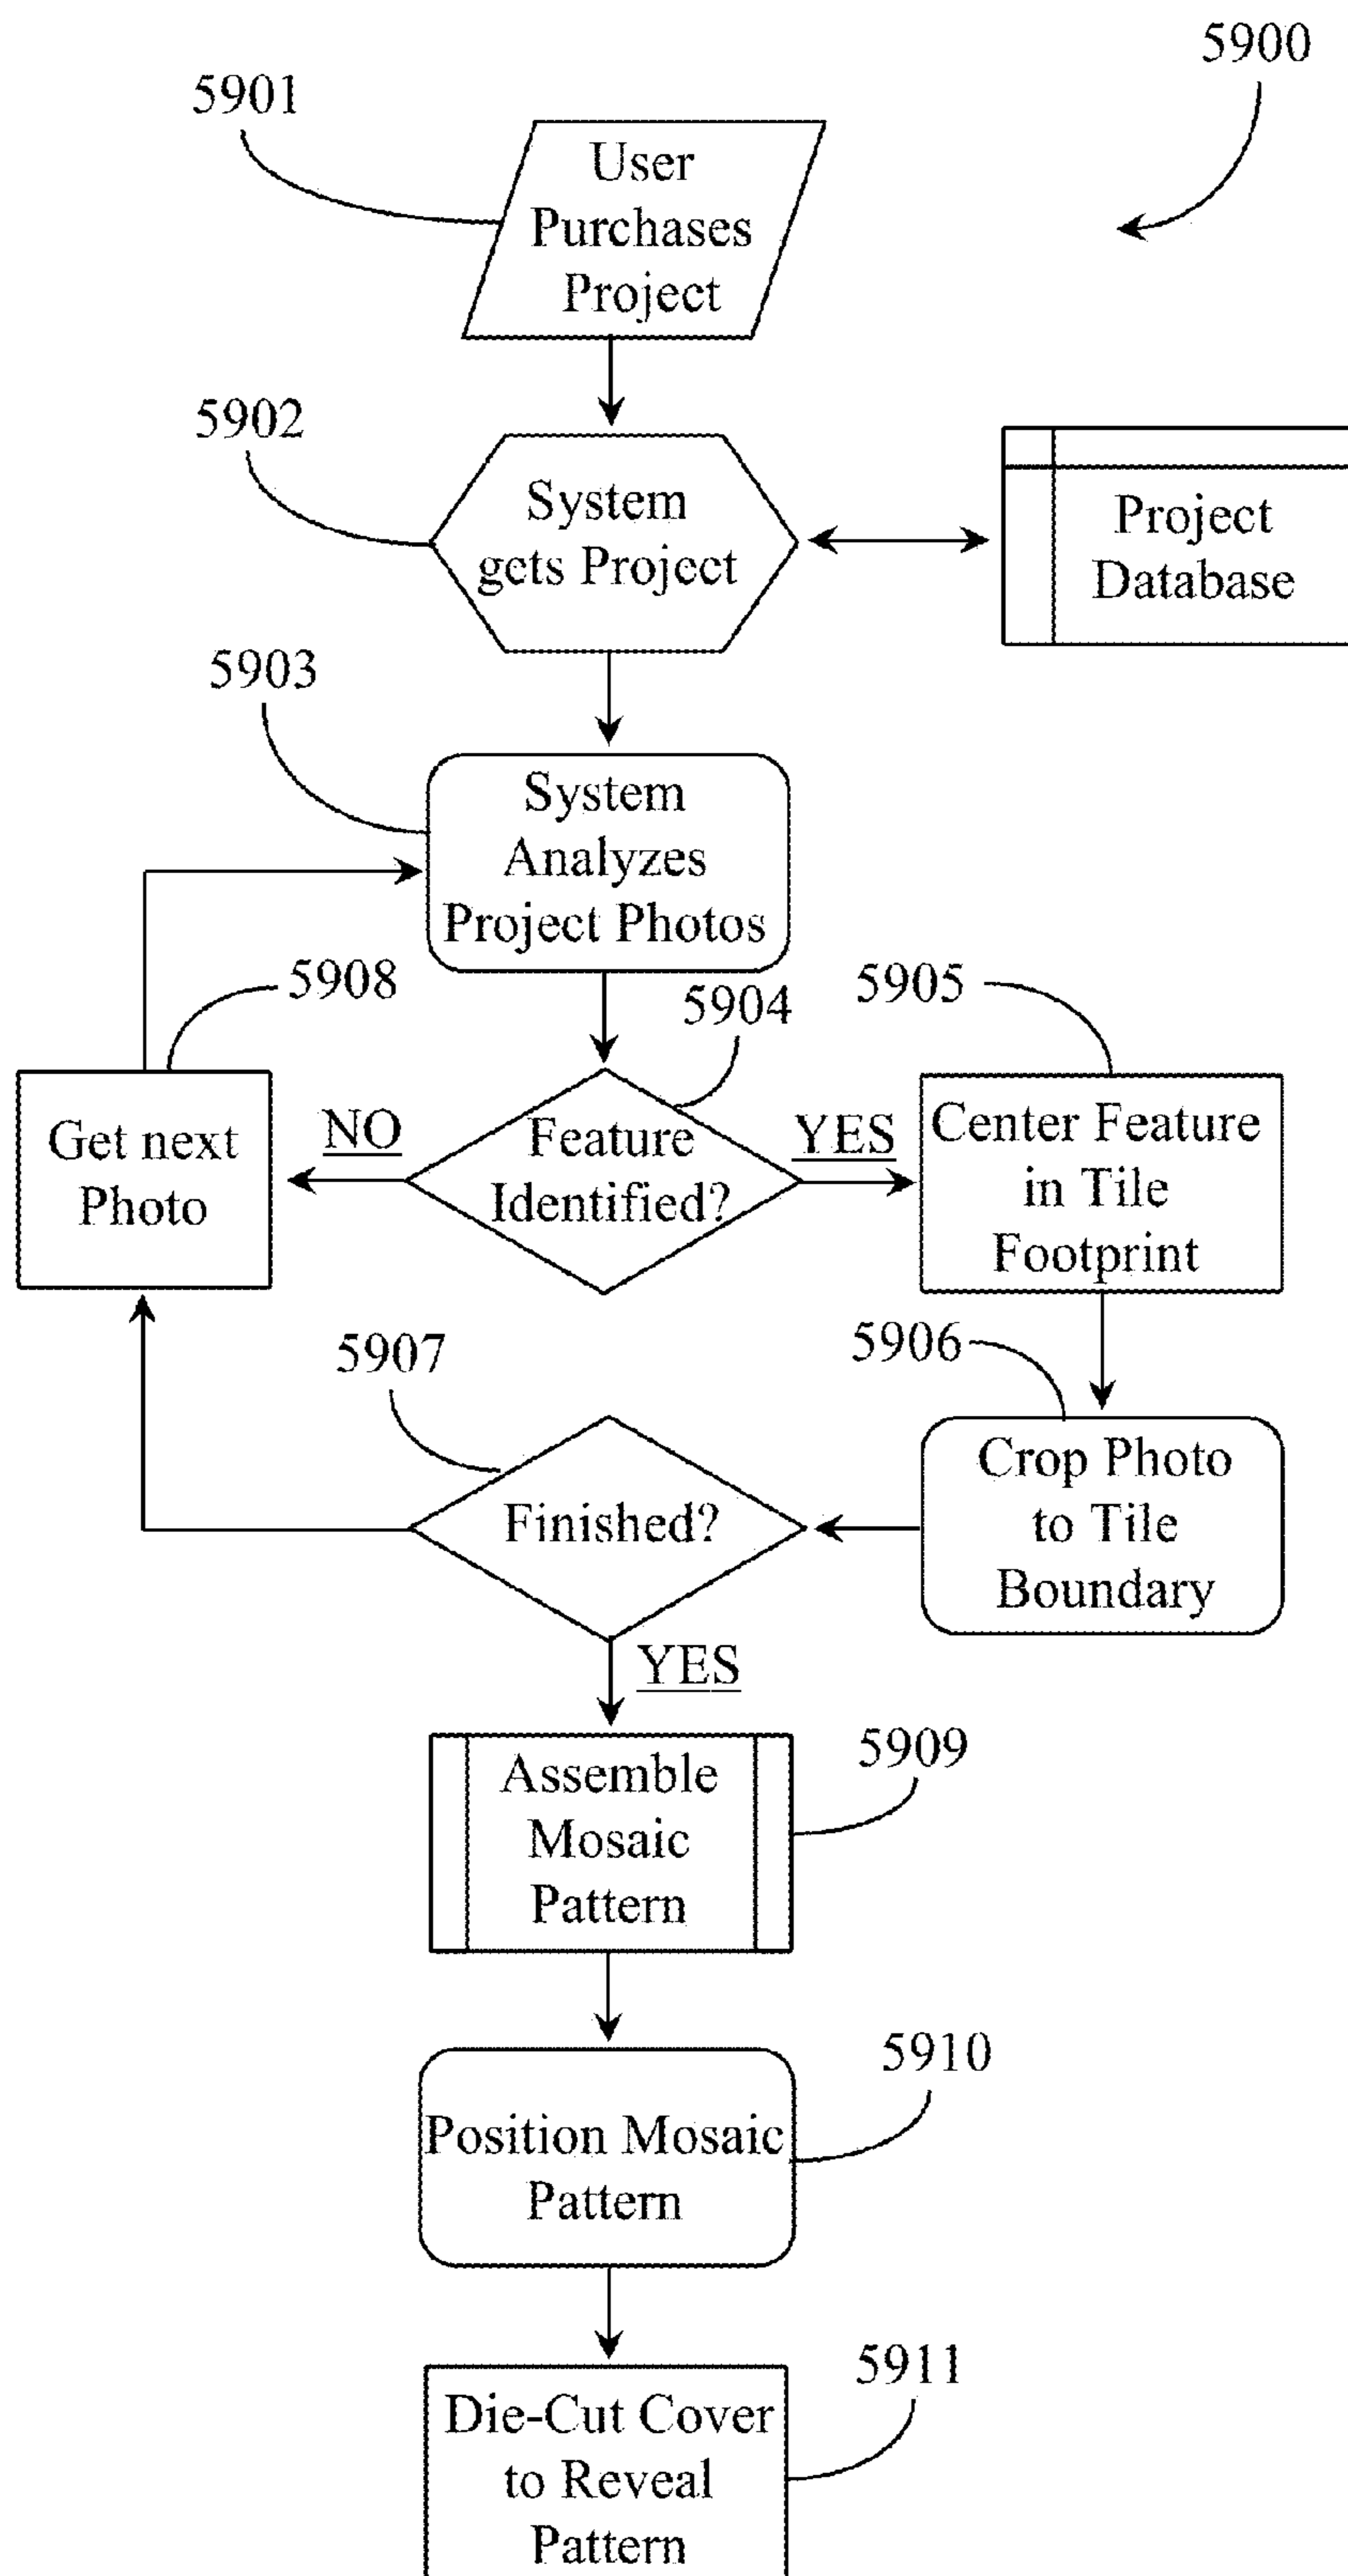 5900
5901
User
Purchases
Project
5902
System
gets Project
Project
Database
5903
System
Analyzes
Project Photos
5908
5904
5905
Get next
Photo
NO
Feature
Identified?
YES
Center Feature
in Tile
Footprint
5907
5906
Finished?
Crop Photo
to Tile
Boundary
YES
Assemble
Mosaic
Pattern
5909
5910
Position Mosaic
Pattern
5911
Die-Cut Cover
to Reveal
Pattern